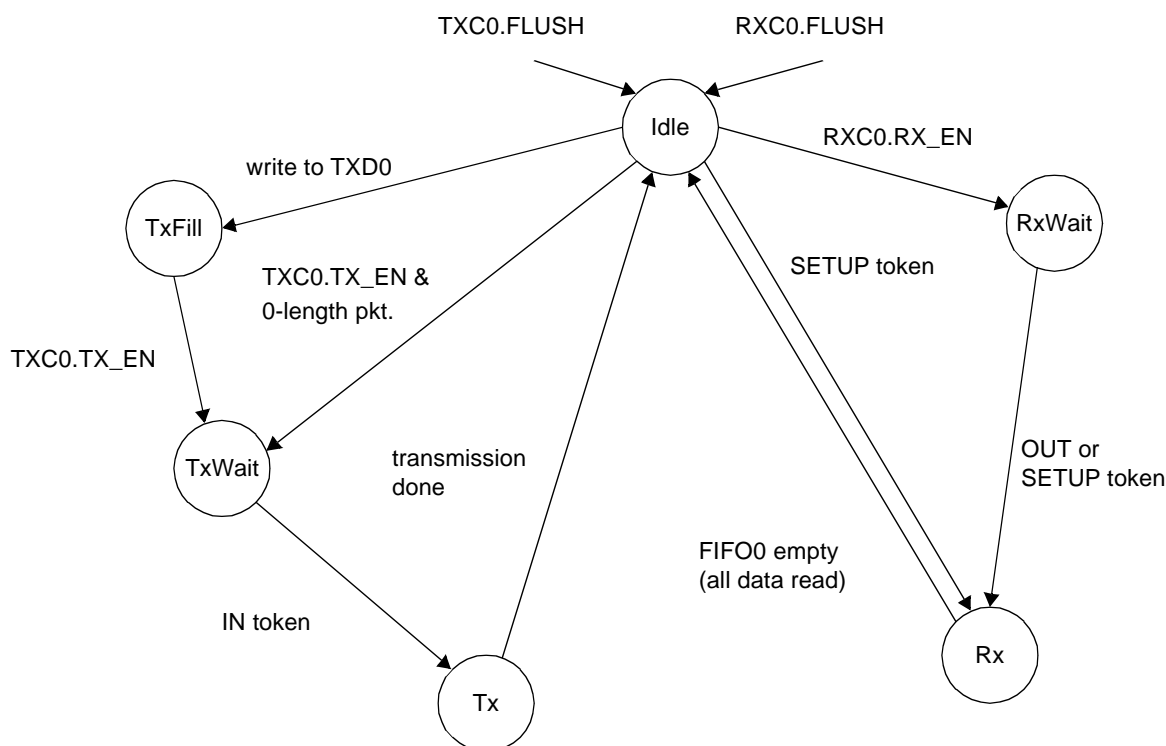 TXC0.FLUSH
RXC0.FLUSH
Idle
RXC0.RX_EN
write to TXD0
TxFill
RxWait
SETUP token
TXC0.TX_EN &
0-length pkt.
TXC0.TX_EN
transmission
done
TxWait
OUT or
SETUP token
FIFO0 empty
(all data read)
IN token
Rx
Tx